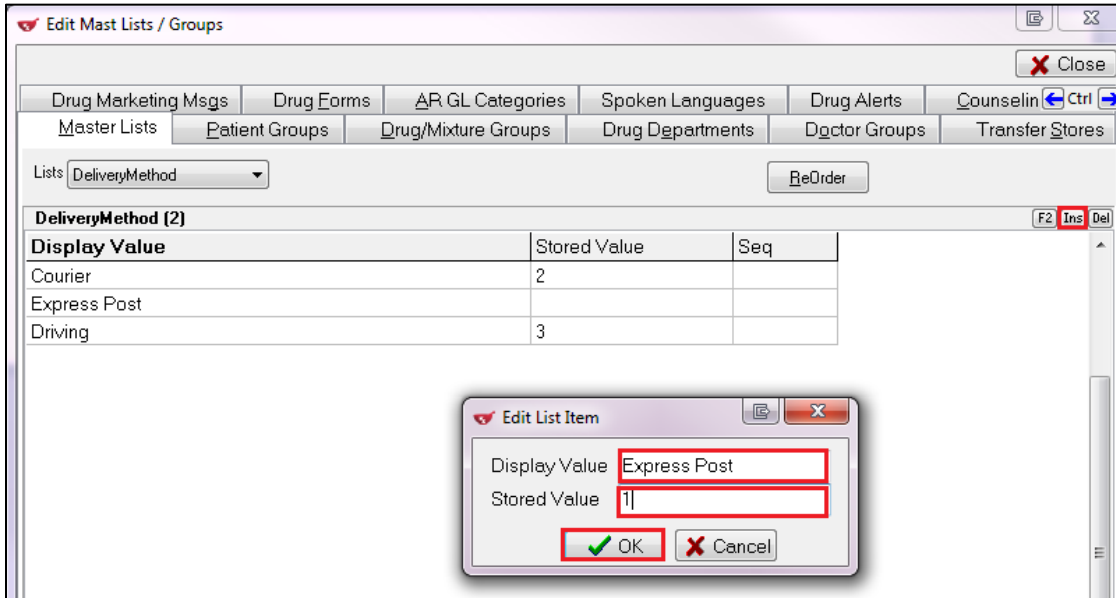 Edit Mast Lists / Groups
Close
Drug Marketing Msgs Drug Forms AR GL Categories Spoken Languages Drug Alerts Counselin Ctrl
Master Lists Patient Groups Drug/Mixture Groups Drug Departments Doctor Groups Transfer Stores
Lists DeliveryMethod ReOrder
DeliveryMethod (2) F2 Ins Del
Display Value Stored Value Seq
Courier 2
Express Post
Driving 3
Edit List Item
Display Value Express Post
Stored Value 1
OK Cancel